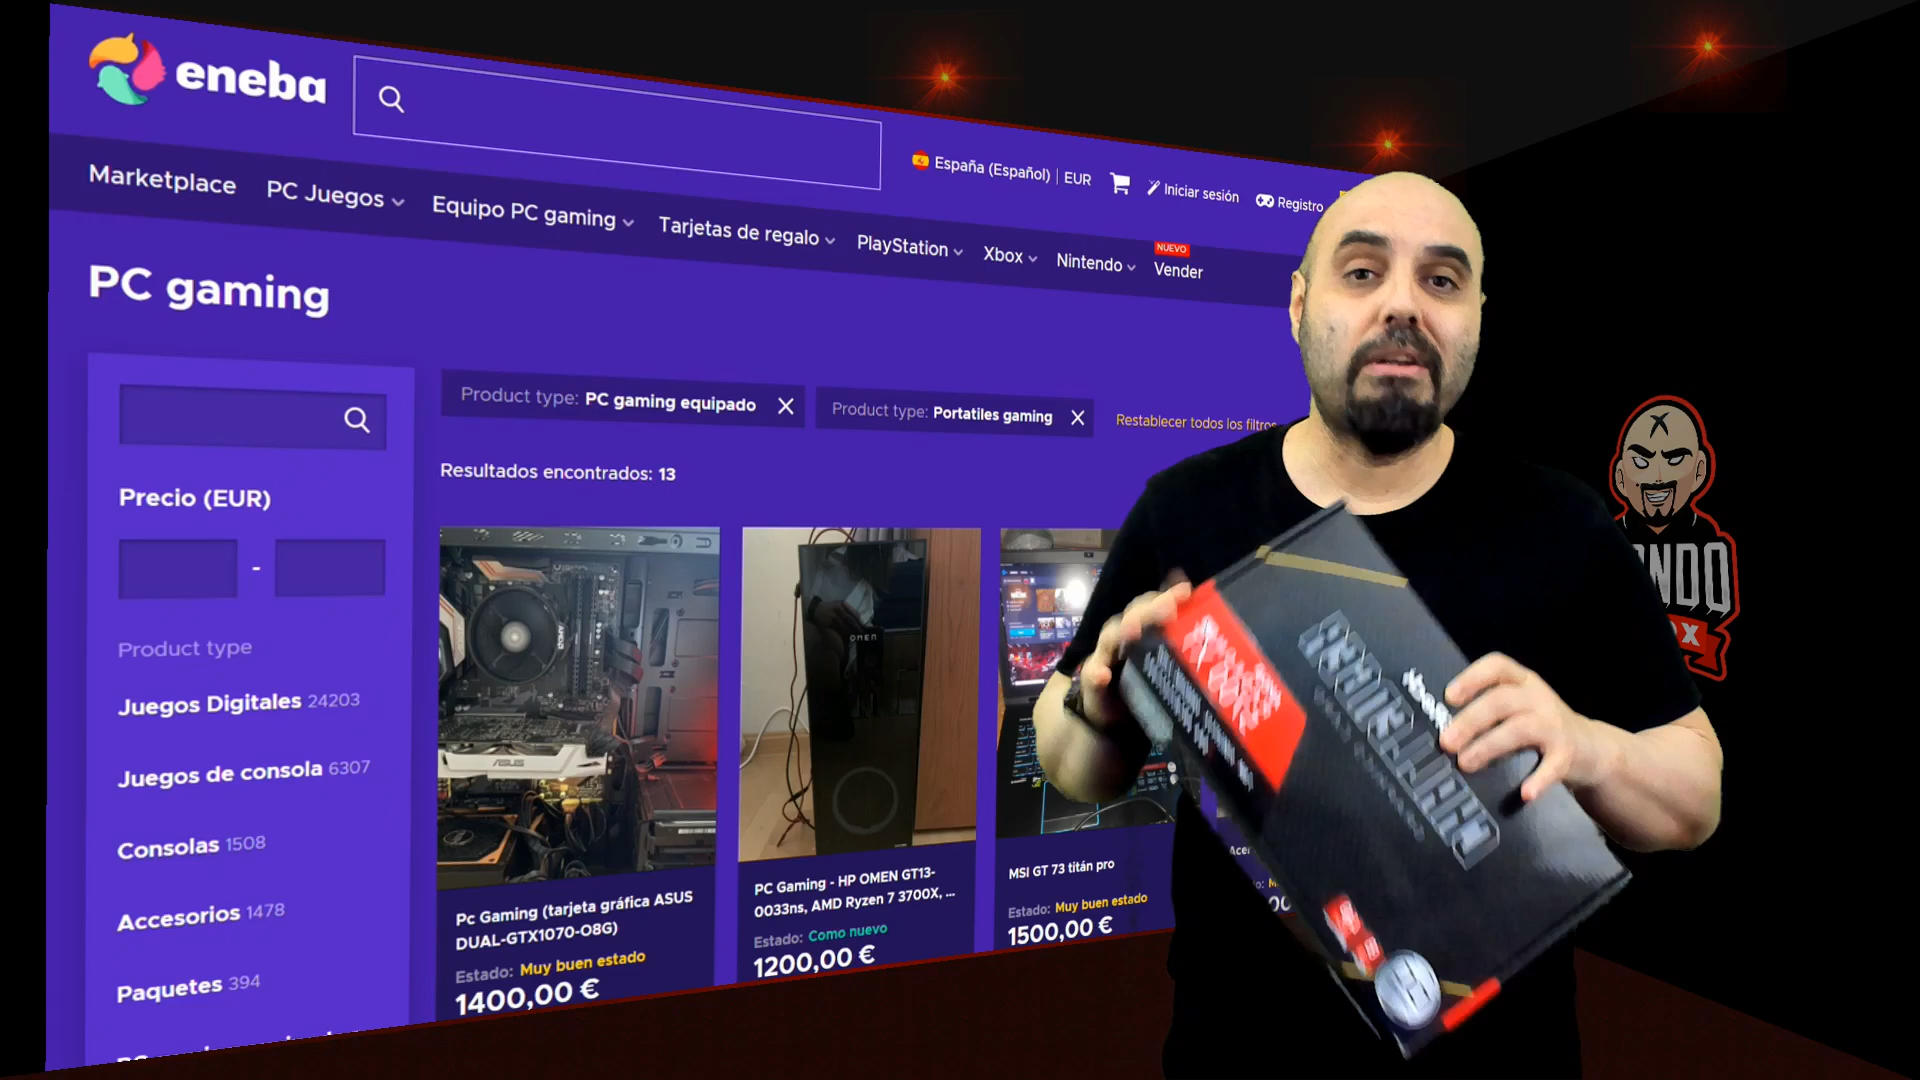 eneba
España (Español) | EUR
Iniciar sesión
Registro
Marketplace
PC Juegos
Equipo PC gaming
Tarjetas de regalo
PlayStation
Xbox
Nintendo
NUEVO
Vender
PC gaming
Product type: PC gaming equipado
Product type: Portatiles gaming
Restablecer todos los filtros
Resultados encontrados: 13
Precio (EUR)
-
Product type
Juegos Digitales 24203
Juegos de consola 6307
Consolas 1508
Accesorios 1478
Paquetes 394
ASUS
Pc Gaming (tarjeta gráfica ASUS
DUAL-GTX1070-O8G)
Estado: Muy buen estado
1400,00 €
OMEN
PC Gaming - HP OMEN GT13-
0033ns, AMD Ryzen 7 3700X, ...
Estado: Como nuevo
1200,00 €
MSI GT 73 titán pro
Estado: Muy buen estado
1500,00 €
Acer